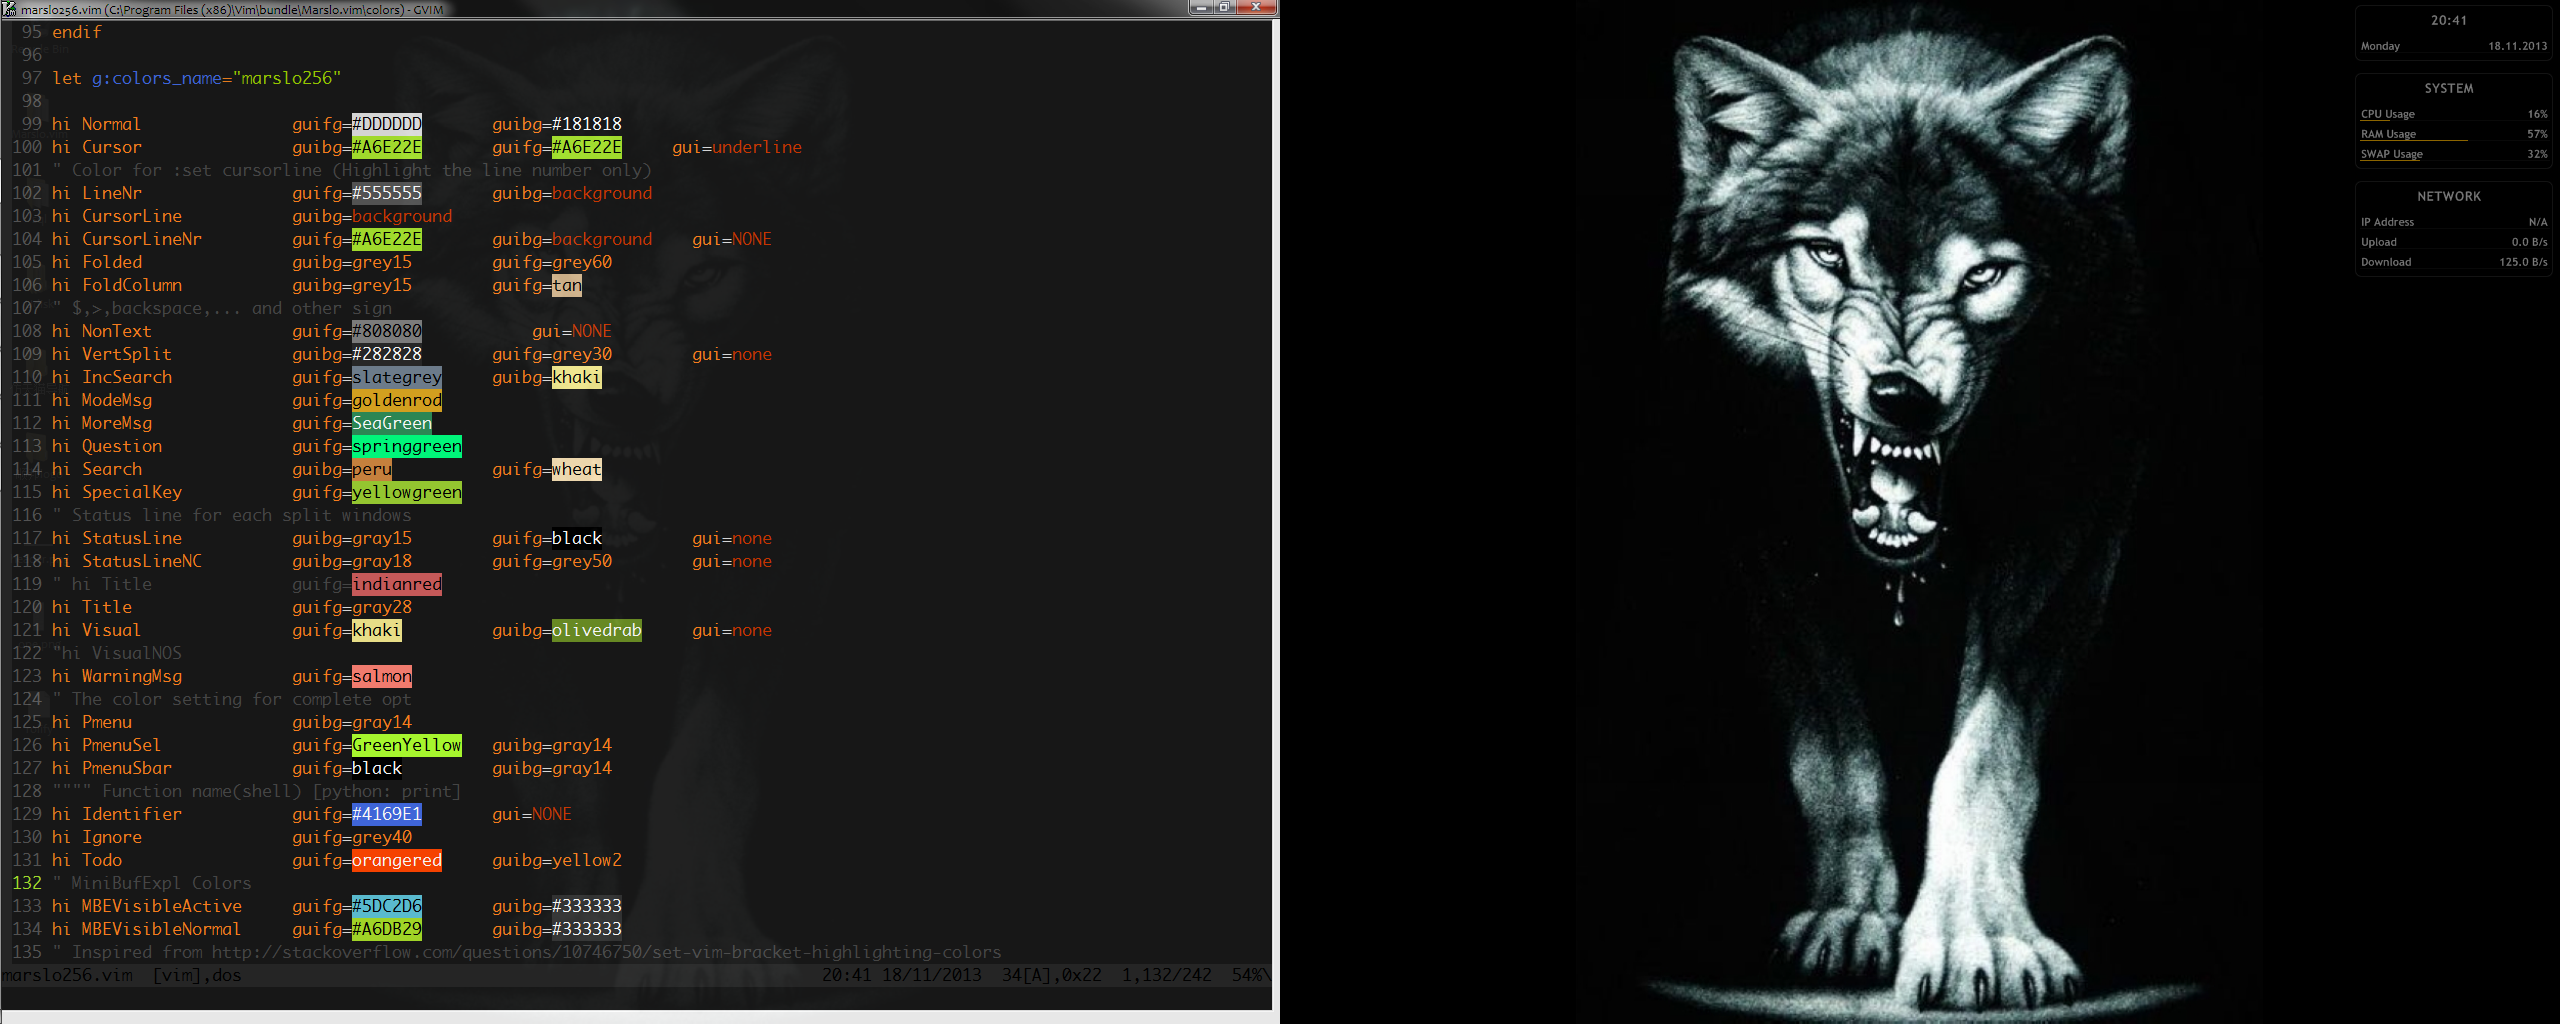 marslo256.vim (C:\Program Files (x86)\Vim\bundle\Marslo.vim\colors) - GVIM
95 endif
96
97 let g:colors_name="marslo256"
98
99 hi Normal guifg=#DDDDDD guibg=#181818
100 hi Cursor guibg=#A6E22E guifg=#A6E22E gui=underline
101 " Color for :set cursorline (Highlight the line number only)
102 hi LineNr guifg=#555555 guibg=background
103 hi CursorLine guibg=background
104 hi CursorLineNr guifg=#A6E22E guibg=background gui=NONE
105 hi Folded guibg=grey15 guifg=grey60
106 hi FoldColumn guibg=grey15 guifg=tan
107 " $,>,backspace,... and other sign
108 hi NonText guifg=#808080 gui=NONE
109 hi VertSplit guibg=#282828 guifg=grey30 gui=none
110 hi IncSearch guifg=slategrey guibg=khaki
111 hi ModeMsg guifg=goldenrod
112 hi MoreMsg guifg=SeaGreen
113 hi Question guifg=springgreen
114 hi Search guibg=peru guifg=wheat
115 hi SpecialKey guifg=yellowgreen
116 " Status line for each split windows
117 hi StatusLine guibg=gray15 guifg=black gui=none
118 hi StatusLineNC guibg=gray18 guifg=grey50 gui=none
119 " hi Title guifg=indianred
120 hi Title guifg=gray28
121 hi Visual guifg=khaki guibg=olivedrab gui=none
122 "hi VisualNOS
123 hi WarningMsg guifg=salmon
124 " The color setting for complete opt
125 hi Pmenu guibg=gray14
126 hi PmenuSel guifg=GreenYellow guibg=gray14
127 hi PmenuSbar guifg=black guibg=gray14
128 """" Function name(shell) [python: print]
129 hi Identifier guifg=#4169E1 gui=NONE
130 hi Ignore guifg=grey40
131 hi Todo guifg=orangered guibg=yellow2
132 " MiniBufExpl Colors
133 hi MBEVisibleActive guifg=#5DC2D6 guibg=#333333
134 hi MBEVisibleNormal guifg=#A6DB29 guibg=#333333
135 " Inspired from http://stackoverflow.com/questions/10746750/set-vim-bracket-highlighting-colors
marslo256.vim [vim],dos 20:41 18/11/2013 34[A],0x22 1,132/242 54%\
20:41
Monday 18.11.2013
SYSTEM
CPU Usage 16%
RAM Usage 57%
SWAP Usage 32%
NETWORK
IP Address N/A
Upload 0.0 B/s
Download 125.0 B/s